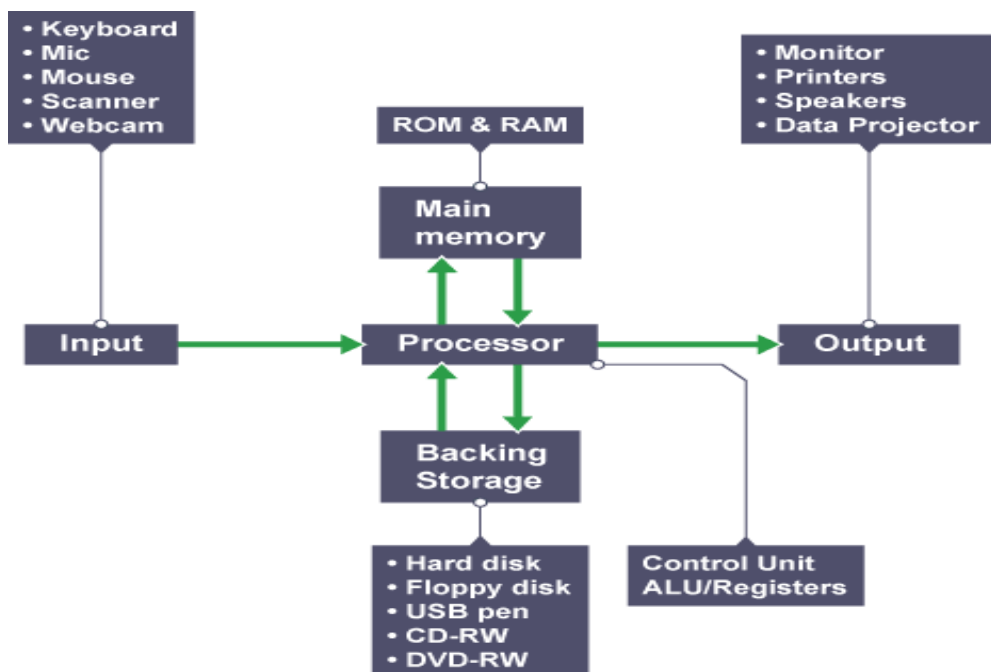 • Keyboard
• Mic
• Mouse
• Scanner
• Webcam
• Monitor
• Printers
• Speakers
• Data Projector
ROM & RAM
Main
memory
Input
Processor
Output
Backing
Storage
• Hard disk
• Floppy disk
• USB pen
• CD-RW
• DVD-RW
Control Unit
ALU/Registers